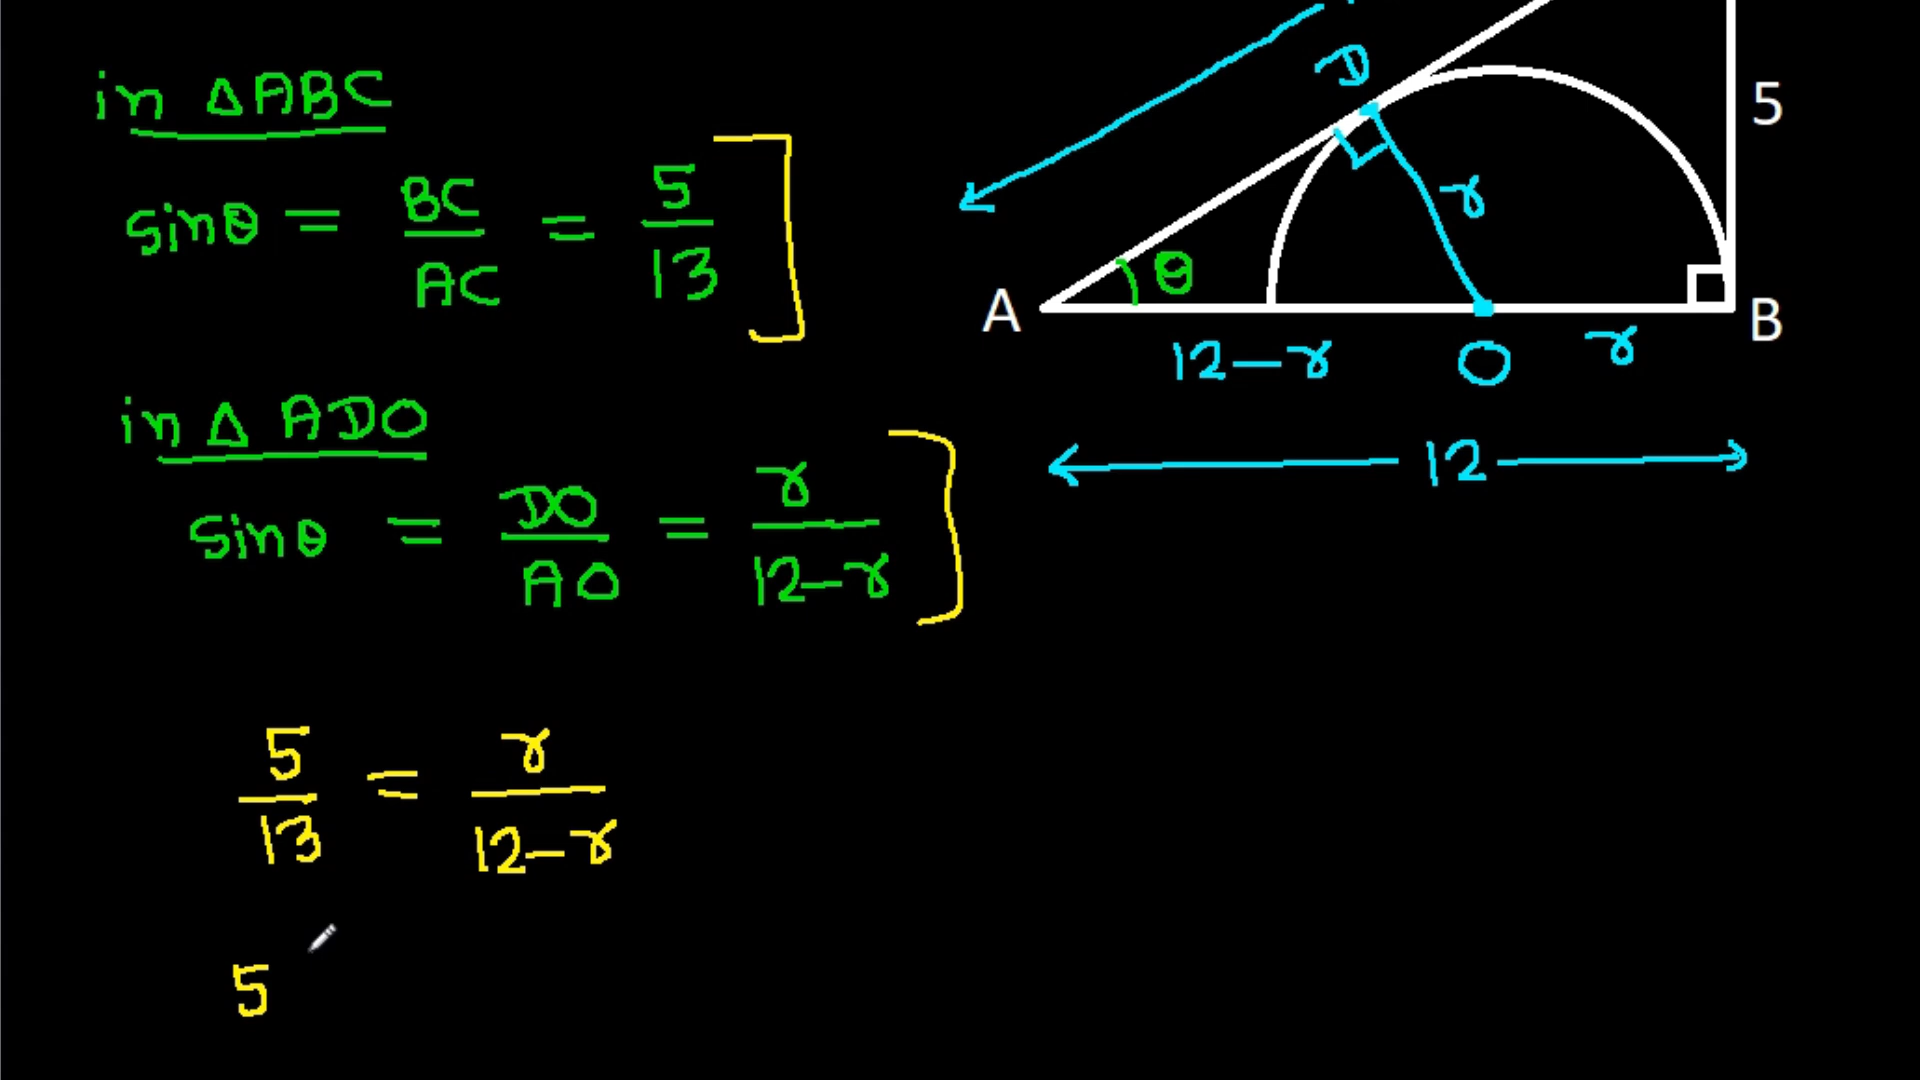 in ΔABC
sinθ = BC/AC = 5/13
in Δ ADO
sinθ = DO/AO = r/12-r
5/13 = r/12-r
5
D
5
r
θ
A
B
12-r
O
r
12